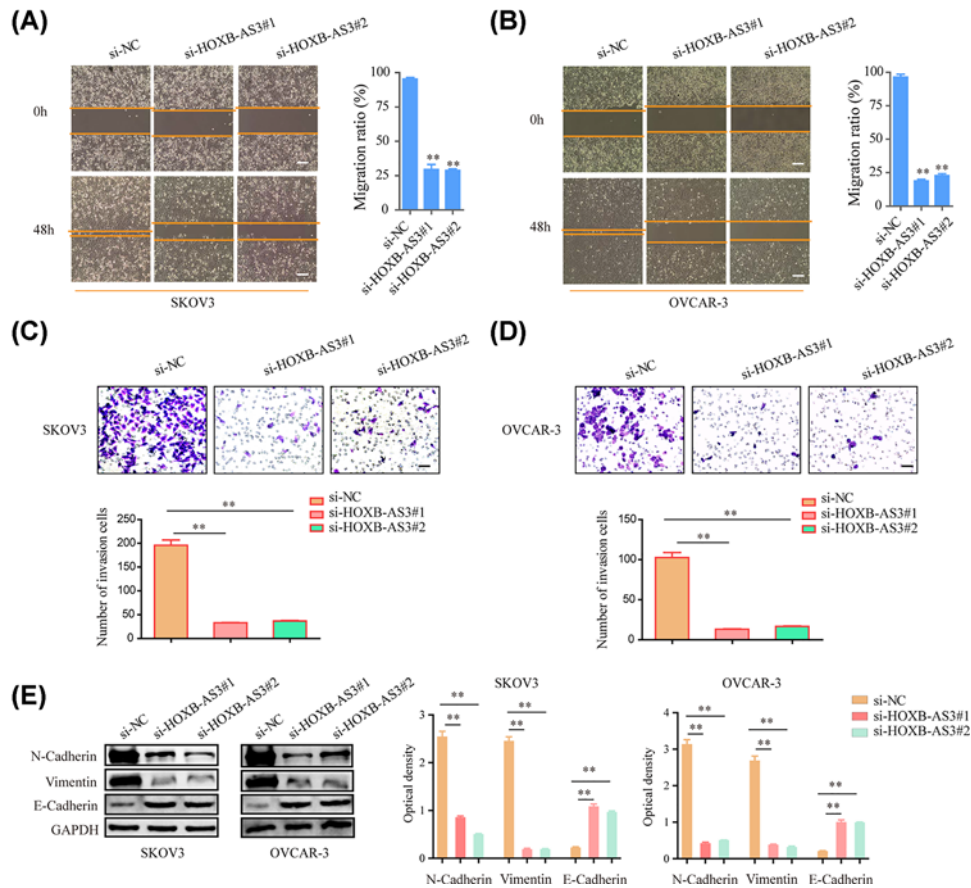 (A)
si-NC
si-HOXB-AS3#1
si-HOXB-AS3#2
0h
48h
SKOV3
Migration ratio (%)
100
75
50
25
0
**
**
si-NC
si-HOXB-AS3#1
si-HOXB-AS3#2
(B)
si-NC
si-HOXB-AS3#1
si-HOXB-AS3#2
0h
48h
OVCAR-3
Migration ratio (%)
100
75
50
25
0
**
**
si-NC
si-HOXB-AS3#1
si-HOXB-AS3#2
(C)
si-NC
si-HOXB-AS3#1
si-HOXB-AS3#2
SKOV3
si-NC
si-HOXB-AS3#1
si-HOXB-AS3#2
Number of invasion cells
250
200
150
100
50
0
**
**
(D)
si-NC
si-HOXB-AS3#1
si-HOXB-AS3#2
OVCAR-3
si-NC
si-HOXB-AS3#1
si-HOXB-AS3#2
Number of invasion cells
150
100
50
0
**
**
(E)
si-NC
si-HOXB-AS3#1
si-HOXB-AS3#2
si-NC
si-HOXB-AS3#1
si-HOXB-AS3#2
N-Cadherin
Vimentin
E-Cadherin
GAPDH
SKOV3
OVCAR-3
SKOV3
Optical density
3
2
1
0
**
**
**
**
**
**
N-Cadherin
Vimentin
E-Cadherin
OVCAR-3
Optical density
4
3
2
1
0
**
**
**
**
**
**
N-Cadherin
Vimentin
E-Cadherin
si-NC
si-HOXB-AS3#1
si-HOXB-AS3#2